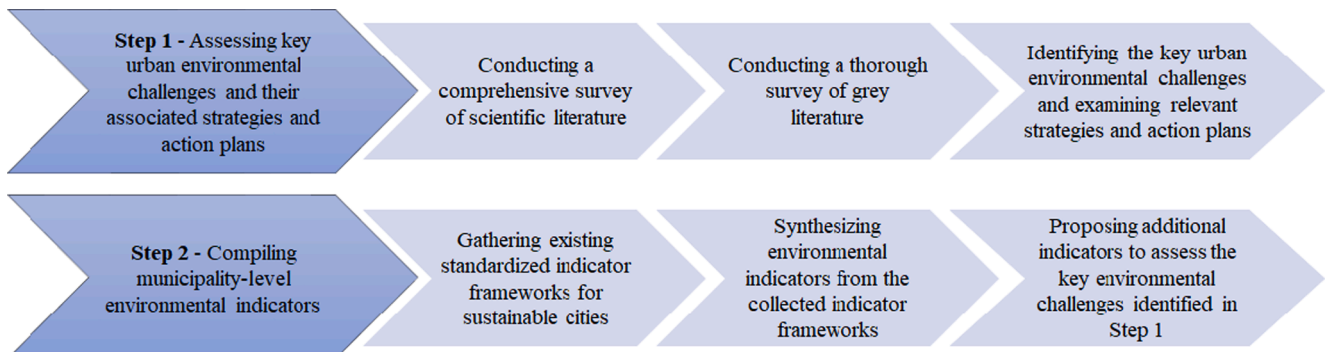 Step 1 - Assessing key
urban environmental
challenges and their
associated strategies and
action plans
Conducting a
comprehensive survey
of scientific literature
Conducting a thorough
survey of grey
literature
Identifying the key urban
environmental challenges
and examining relevant
strategies and action plans
Step 2 - Compiling
municipality-level
environmental indicators
Gathering existing
standardized indicator
frameworks for
sustainable cities
Synthesizing
environmental
indicators from the
collected indicator
frameworks
Proposing additional
indicators to assess the
key environmental
challenges identified in
Step 1